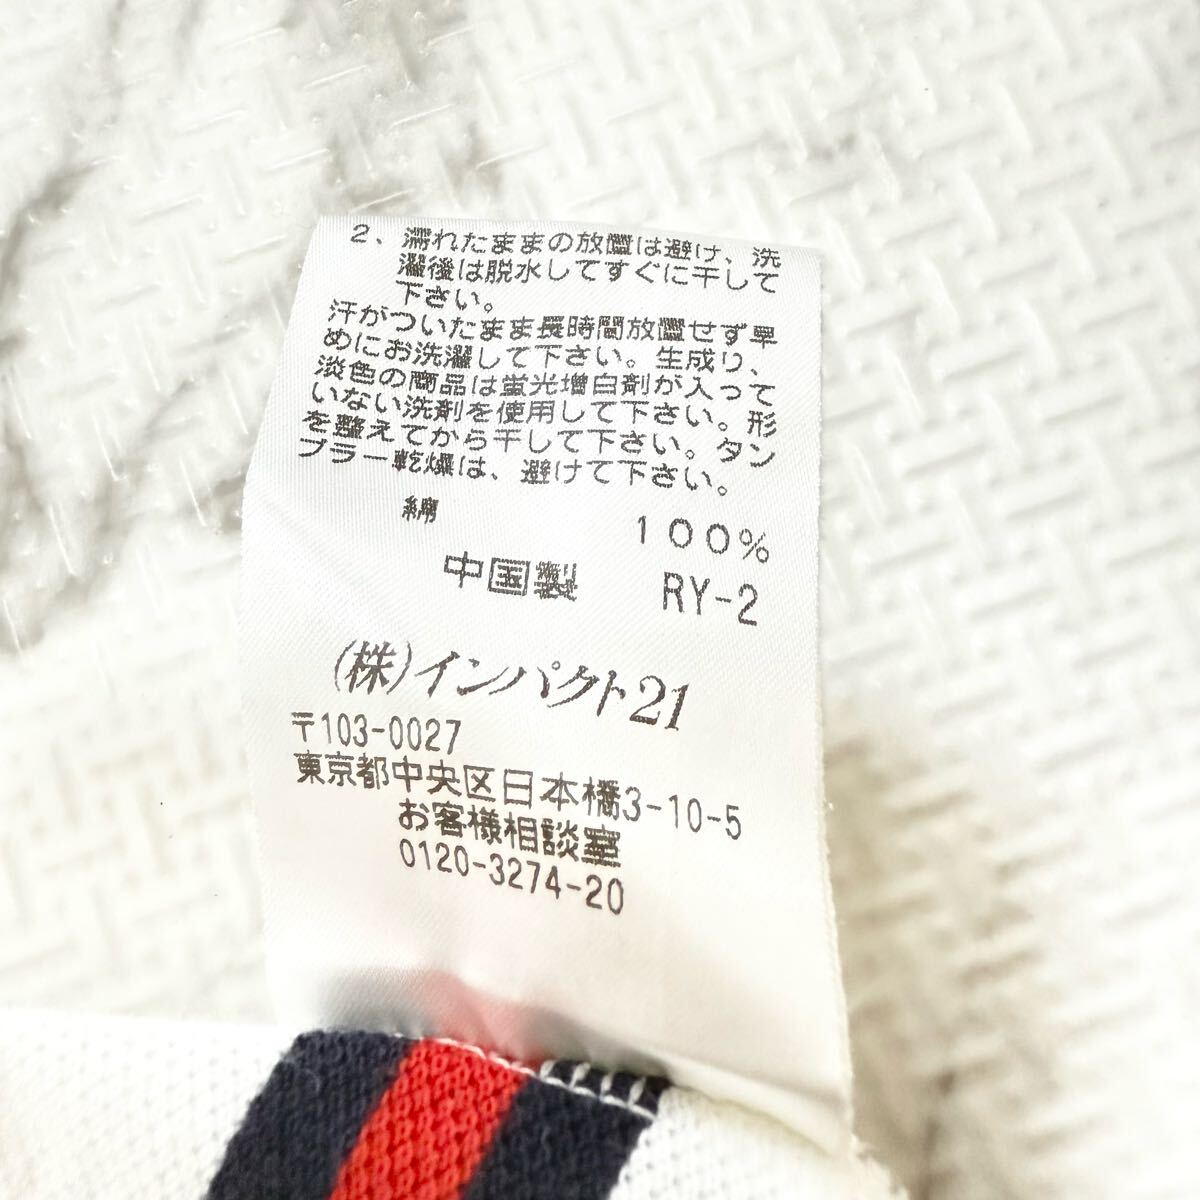 2、濡れたままの放置は避け、洗
濯後は脱水してすぐに干して
下さい。
汗がついたまま長時間放置せず早
めにお洗濯して下さい。生成り、
淡色の商品は蛍光増白剤が入って
いない洗剤を使用して下さい。形
を整えてから干して下さい。タン
ブラー乾燥は、避けて下さい。
綿 100%
中国製 RY-2
(株)インパクト21
〒103-0027
東京都中央区日本橋3-10-5
お客様相談室
0120-3274-20